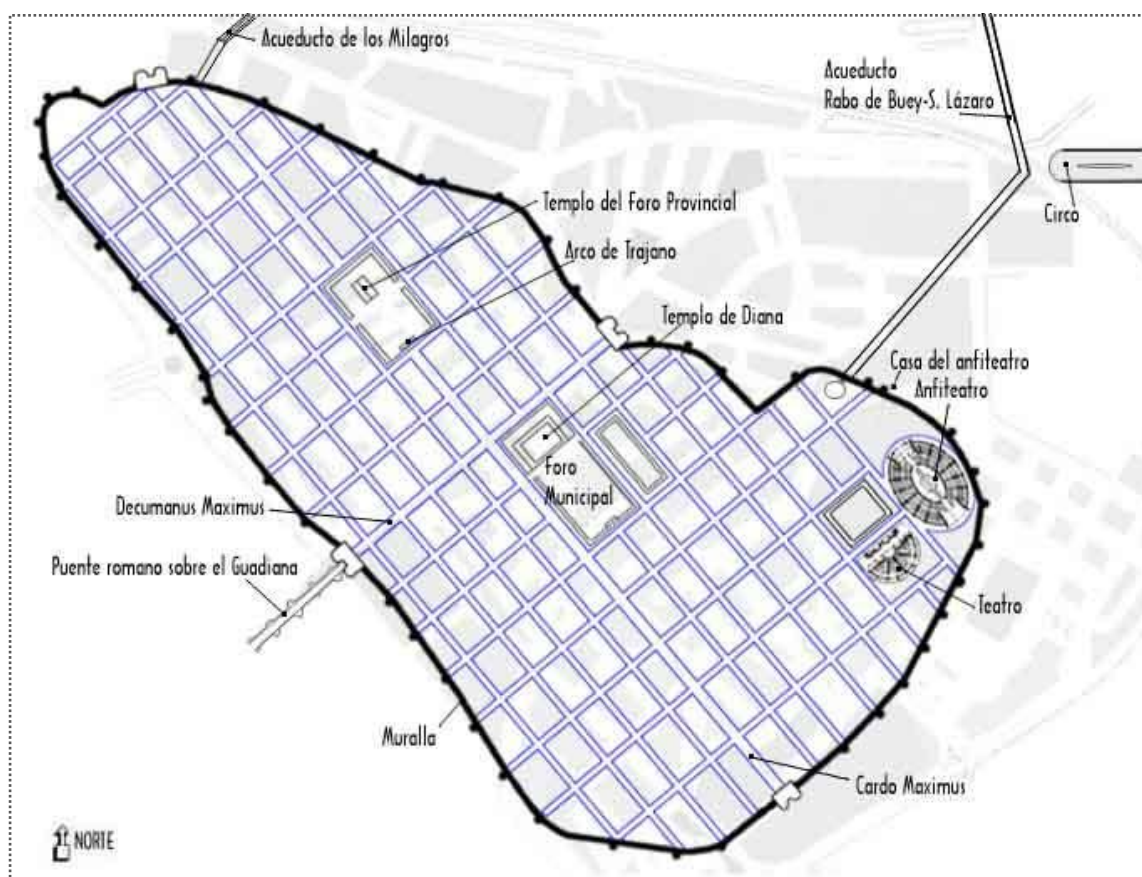 Acueducto de los Milagros
Acueducto
Rabo de Buey-S. Lázaro
Circo
Templo del Foro Provincial
Arco de Trajano
Templo de Diana
Casa del anfiteatro
Anfiteatro
Foro
Municipal
Decumanus Maximus
Puente romano sobre el Guadiana
Teatro
Muralla
Cardo Maximus
NORTE